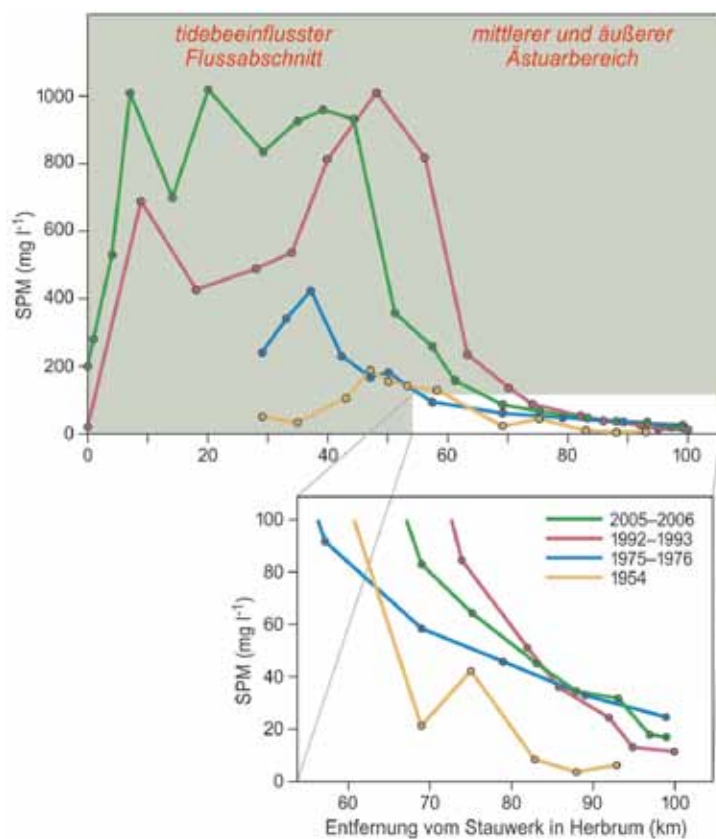 tidebeeinflusster
Flussabschnitt
mittlerer und äußerer
Ästuarbereich
SPM (mg l⁻¹)
1000
800
600
400
200
0
0 20 40 60 80 100
SPM (mg l⁻¹)
100
80
60
40
20
0
2005–2006
1992–1993
1975–1976
1954
60 70 80 90 100
Entfernung vom Stauwerk in Herbrum (km)